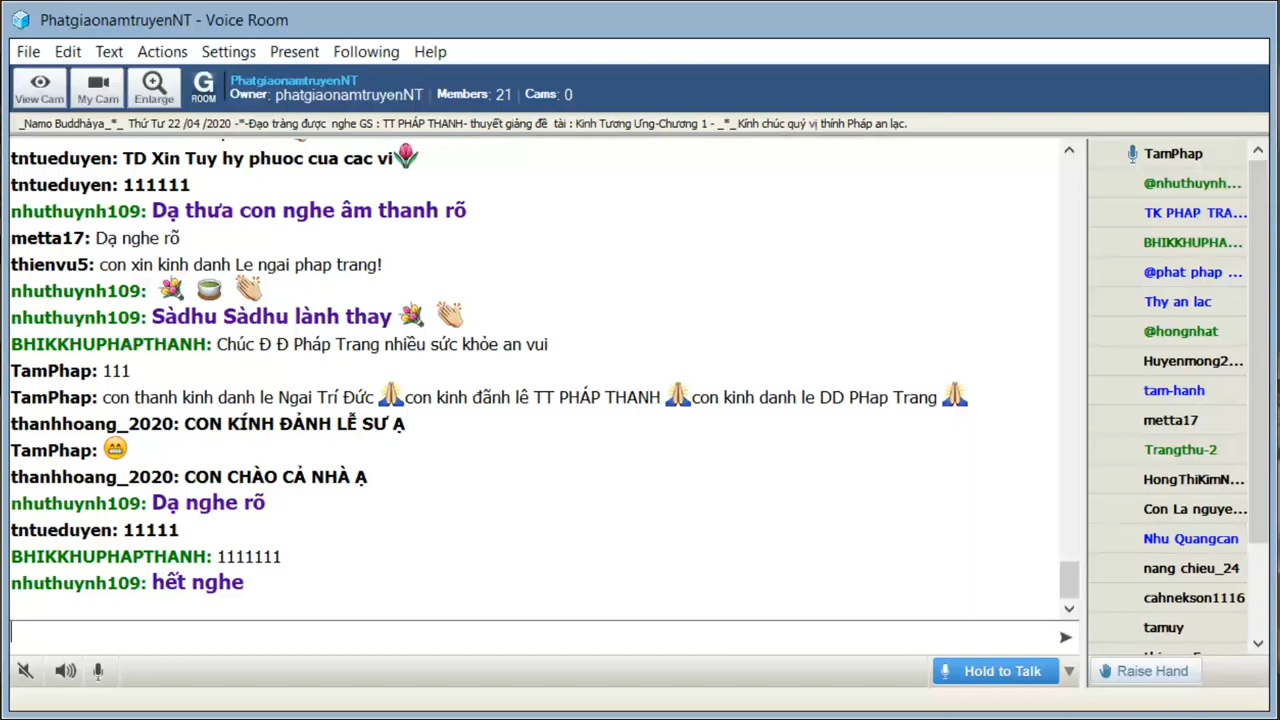 PhatgiaonamtruyenNT - Voice Room
File Edit Text Actions Settings Present Following Help
View Cam My Cam Enlarge G ROOM
PhatgiaonamtruyenNT
Owner: phatgiaonamtruyenNT Members: 21 Cams: 0
_Namo Buddhàya_*_ Thứ Tư 22 /04 /2020 -*-Đạo tràng được nghe GS : TT PHÁP THANH- thuyết giảng đề tài : Kinh Tương Ưng-Chương 1 - _*_ Kính chúc quý vị thính Pháp an lạc.
tntueduyen: TD Xin Tuy hy phuoc cua cac vi
tntueduyen: 111111
nhuthuynh109: Dạ thưa con nghe âm thanh rõ
metta17: Dạ nghe rõ
thienvu5: con xin kinh danh Le ngai phap trang!
nhuthuynh109:
nhuthuynh109: Sàdhu Sàdhu lành thay
BHIKKHUPHAPTHANH: Chúc Đ Đ Pháp Trang nhiều sức khỏe an vui
TamPhap: 111
TamPhap: con thanh kinh danh le Ngai Trí Đức 🙏con kinh đãnh lê TT PHÁP THANH 🙏con kinh danh le DD PHap Trang 🙏
thanhhoang_2020: CON KÍNH ĐẢNH LỄ SƯ Ạ
TamPhap: 😁
thanhhoang_2020: CON CHÀO CẢ NHÀ Ạ
nhuthuynh109: Dạ nghe rõ
tntueduyen: 11111
BHIKKHUPHAPTHANH: 1111111
nhuthuynh109: hết nghe
Hold to Talk
TamPhap
@nhuthuynh...
TK PHAP TRA...
BHIKKHUPHA...
@phat phap ...
Thy an lac
@hongnhat
Huyenmong2...
tam-hanh
metta17
Trangthu-2
HongThiKimN...
Con La nguye...
Nhu Quangcan
nang chieu_24
cahnekson1116
tamuy
Raise Hand